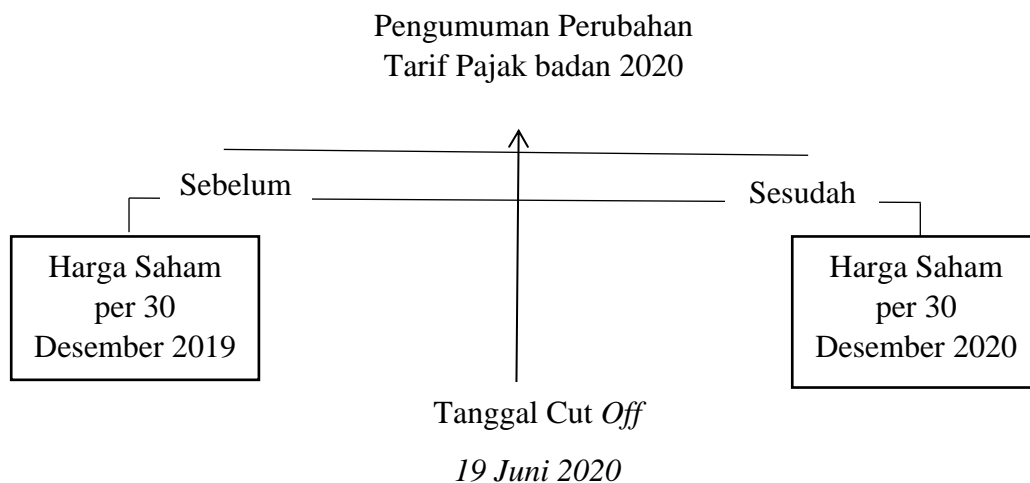 Pengumuman Perubahan
Tarif Pajak badan 2020
Sebelum
Sesudah
Harga Saham
per 30
Desember 2019
Harga Saham
per 30
Desember 2020
Tanggal Cut Off
19 Juni 2020